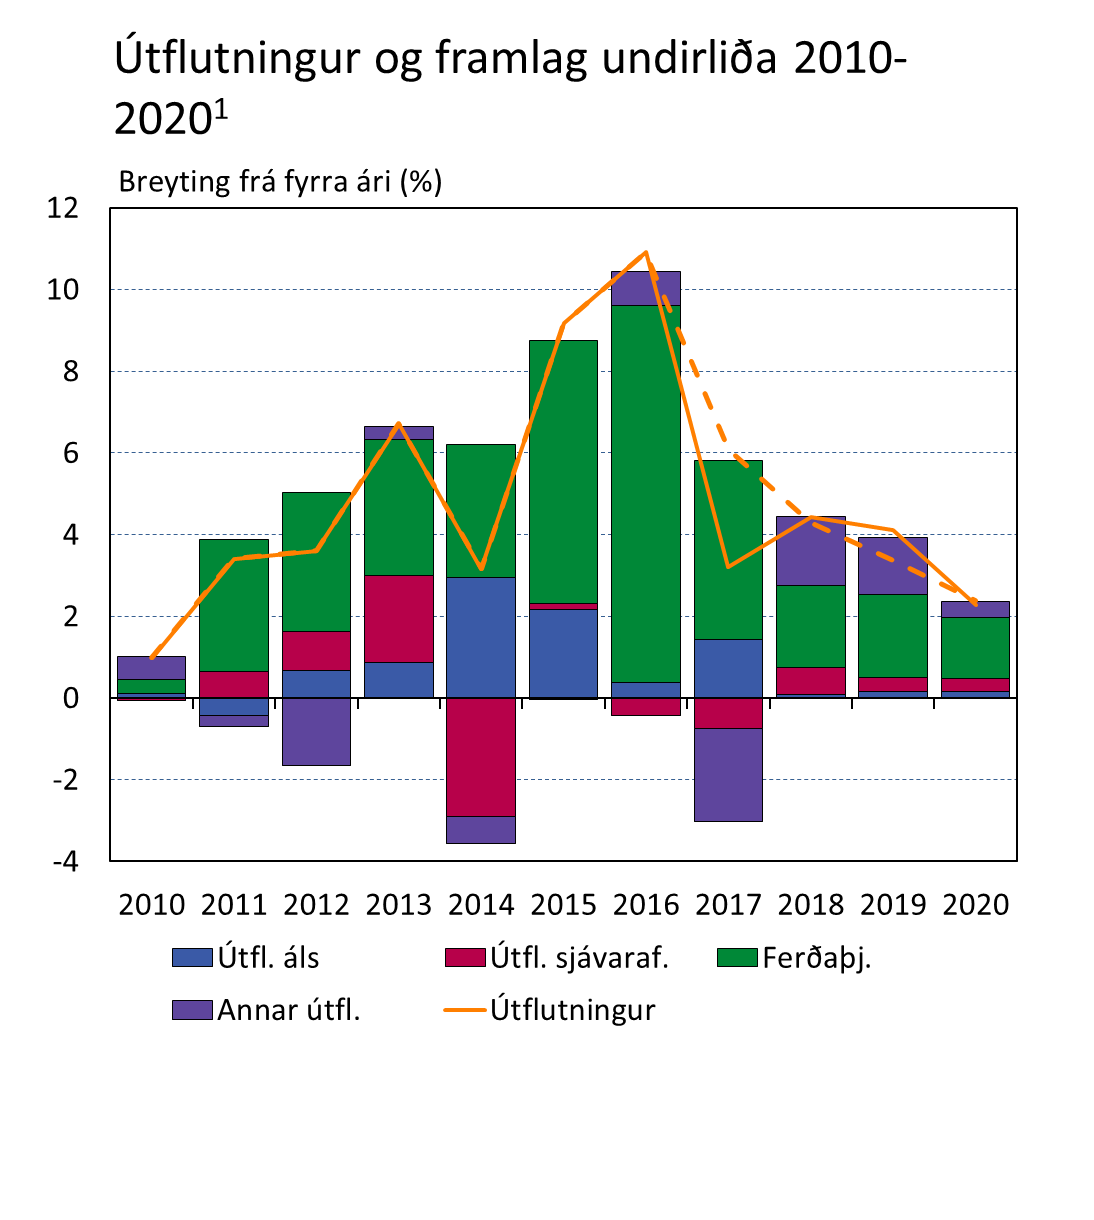 Útflutningur og framlag undirliða 2010-
2020¹
Breyting frá fyrra ári (%)
12
10
8
6
4
2
0
-2
-4
2010 2011 2012 2013 2014 2015 2016 2017 2018 2019 2020
Útfl. áls Útfl. sjávaraf. Ferðaþj.
Annar útfl. Útflutningur